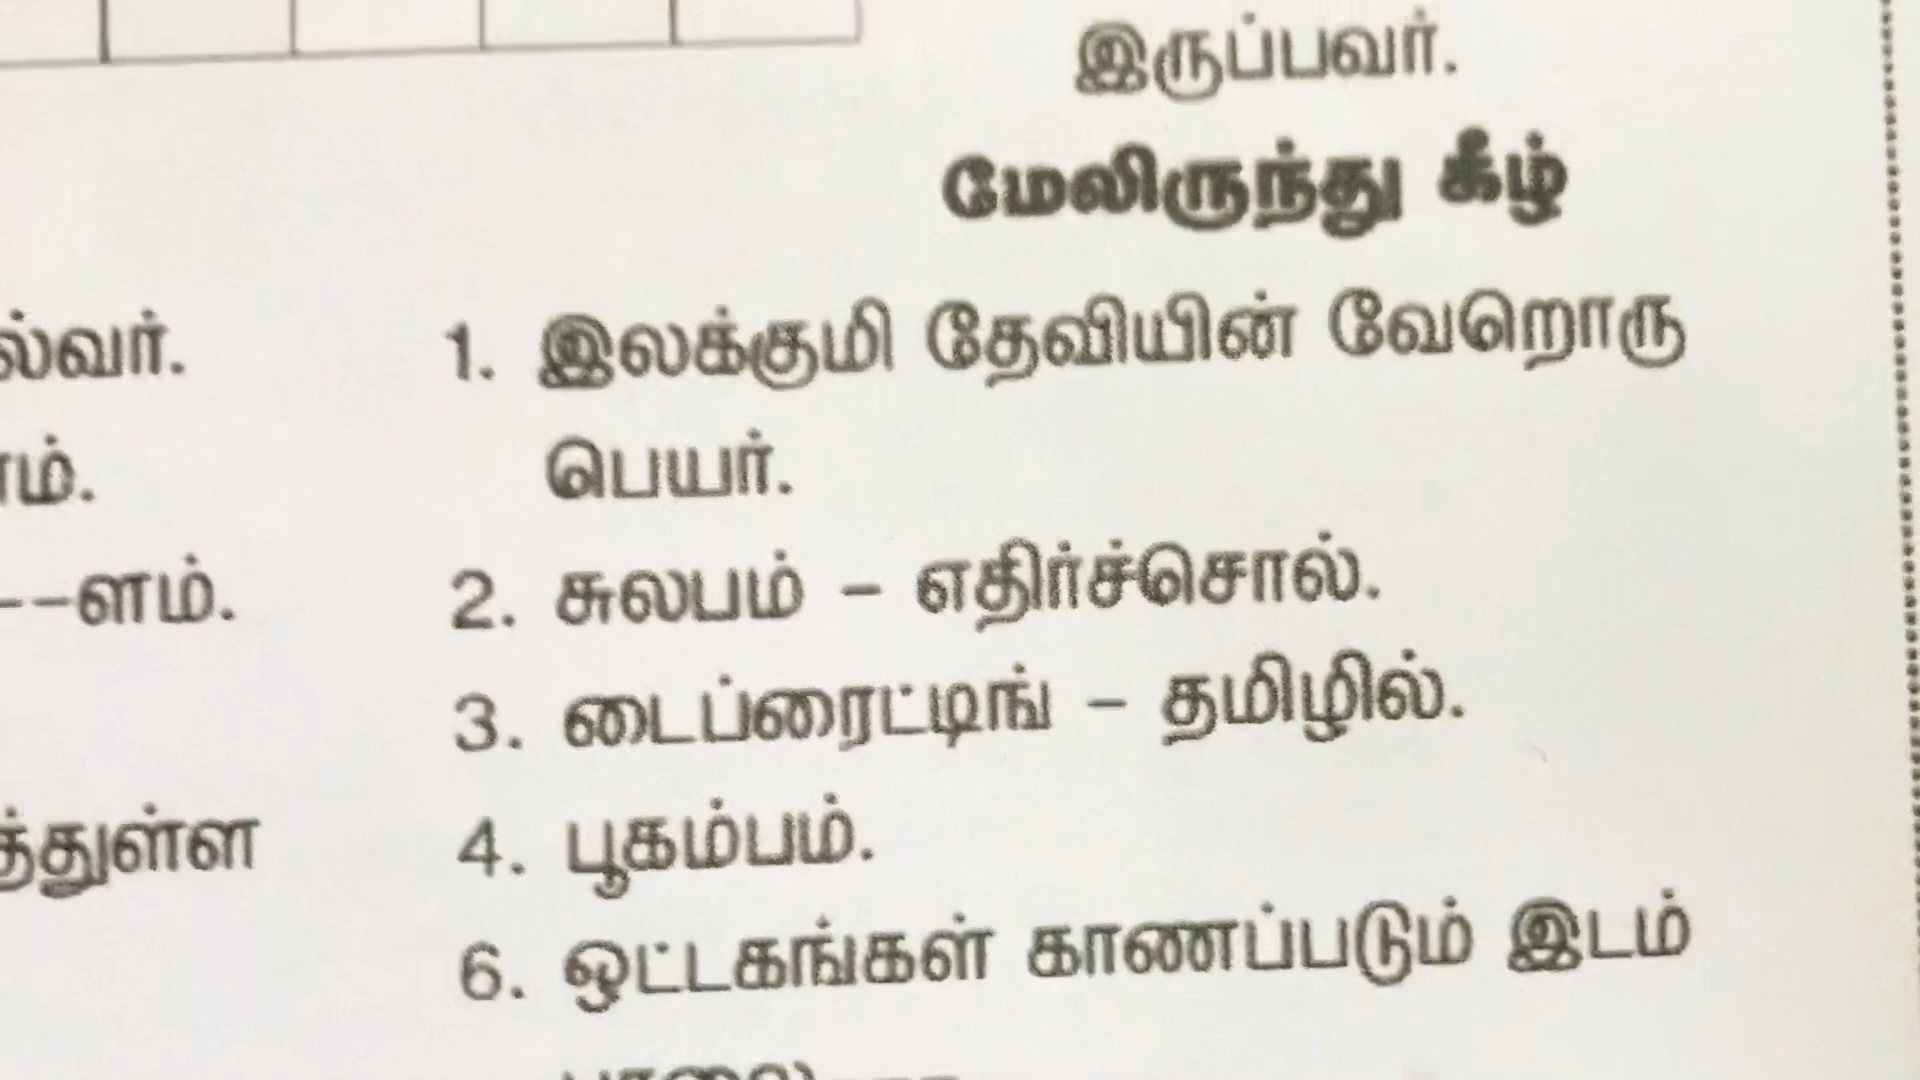 இருப்பவர்.
மேலிருந்து கீழ்
ல்வர்.
1. இலக்குமி தேவியின் வேறொரு
பெயர்.
ம்.
2. சுலபம் – எதிர்ச்சொல்.
--ளம்.
3. டைப்ரைட்டிங் – தமிழில்.
4. பூகம்பம்.
த்துள்ள
6. ஒட்டகங்கள் காணப்படும் இடம்